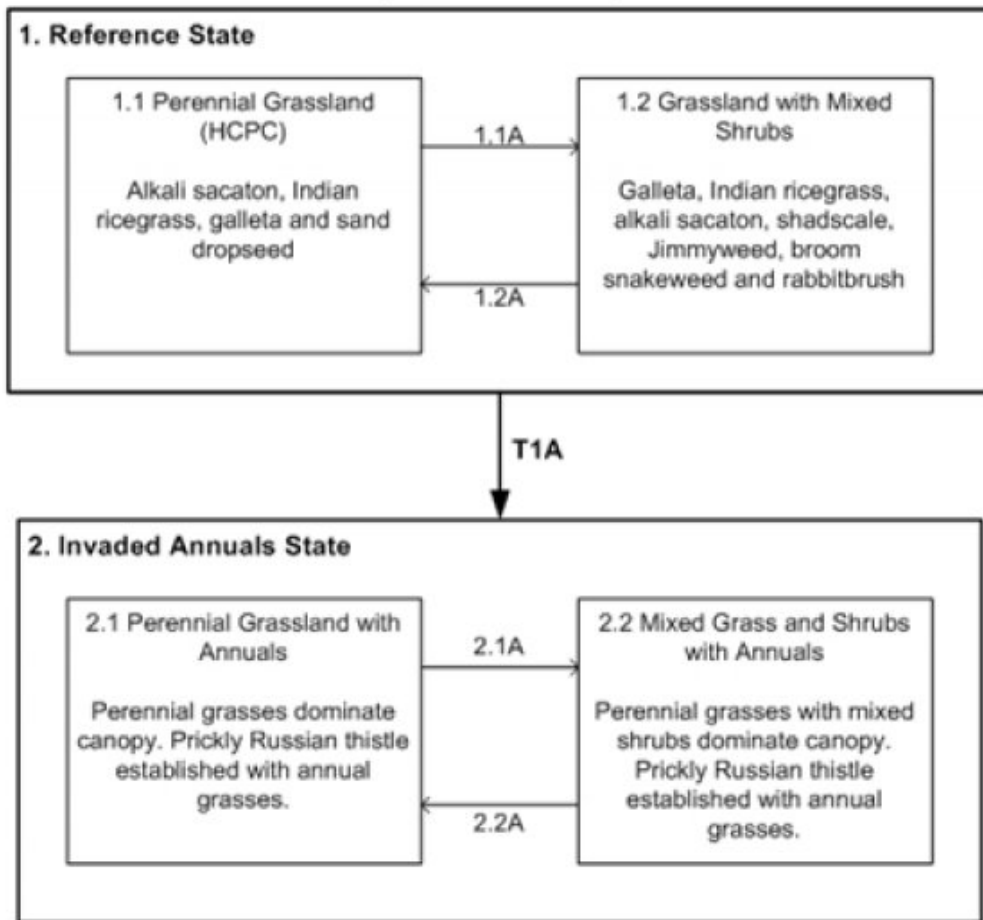 1. Reference State
1.1 Perennial Grassland
(HCPC)
Alkali sacaton, Indian
ricegrass, galleta and sand
dropseed
1.1A
1.2A
1.2 Grassland with Mixed
Shrubs
Galleta, Indian ricegrass,
alkali sacaton, shadscale,
Jimmyweed, broom
snakeweed and rabbitbrush
T1A
2. Invaded Annuals State
2.1 Perennial Grassland with
Annuals
Perennial grasses dominate
canopy. Prickly Russian thistle
established with annual
grasses.
2.1A
2.2A
2.2 Mixed Grass and Shrubs
with Annuals
Perennial grasses with mixed
shrubs dominate canopy.
Prickly Russian thistle
established with annual
grasses.